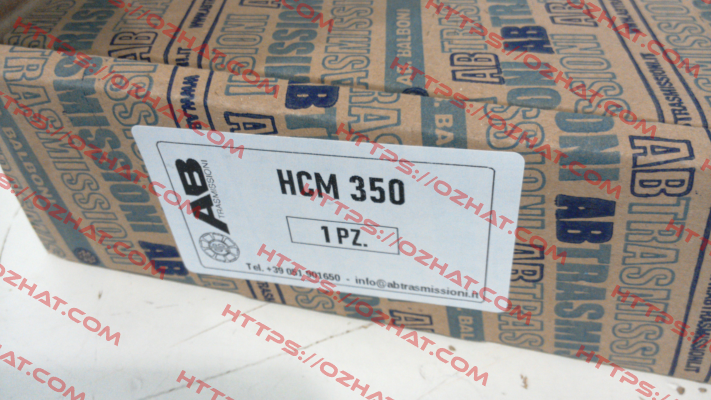 AB
TRASMISSIONI
HCM 350
1 PZ.
Tel. +39 051 901650 - info@abtrasmissioni.it
AB TRASMISSIONI
A.B. BALBONI
HTTPS://OZHAT.COM